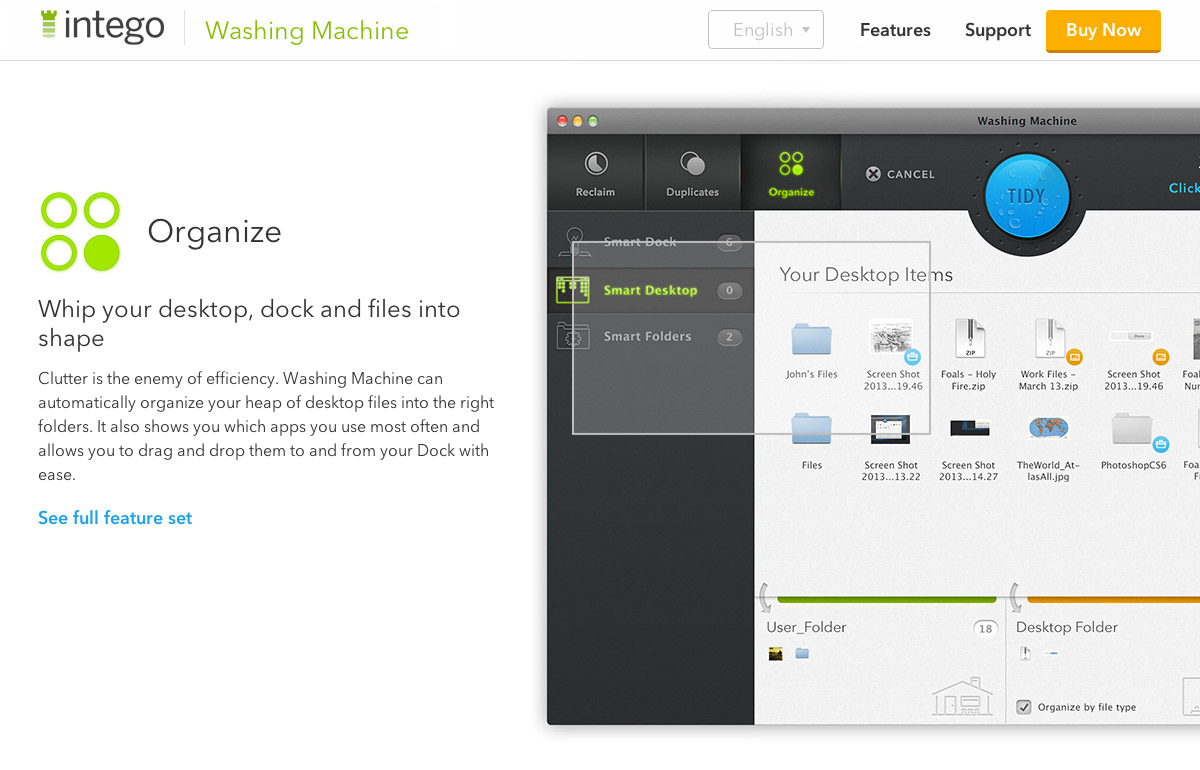 intego
Washing Machine
English
Features
Support
Buy Now
Organize
Whip your desktop, dock and files into
shape
Clutter is the enemy of efficiency. Washing Machine can
automatically organize your heap of desktop files into the right
folders. It also shows you which apps you use most often and
allows you to drag and drop them to and from your Dock with
ease.
See full feature set
Washing Machine
Reclaim
Duplicates
Organize
CANCEL
TIDY
Click
Smart Dock 6
Smart Desktop 0
Smart Folders 2
Your Desktop Items
John's Files
Screen Shot
2013...19.46
ZIP
Foals - Holy
Fire.zip
ZIP
Work Files -
March 13.zip
Screen Shot
2013...19.46
Files
Screen Shot
2013...13.22
Screen Shot
2013...14.27
TheWorld_At-
lasAll.jpg
PhotoshopCS6
User_Folder
18
Desktop Folder
Organize by file type